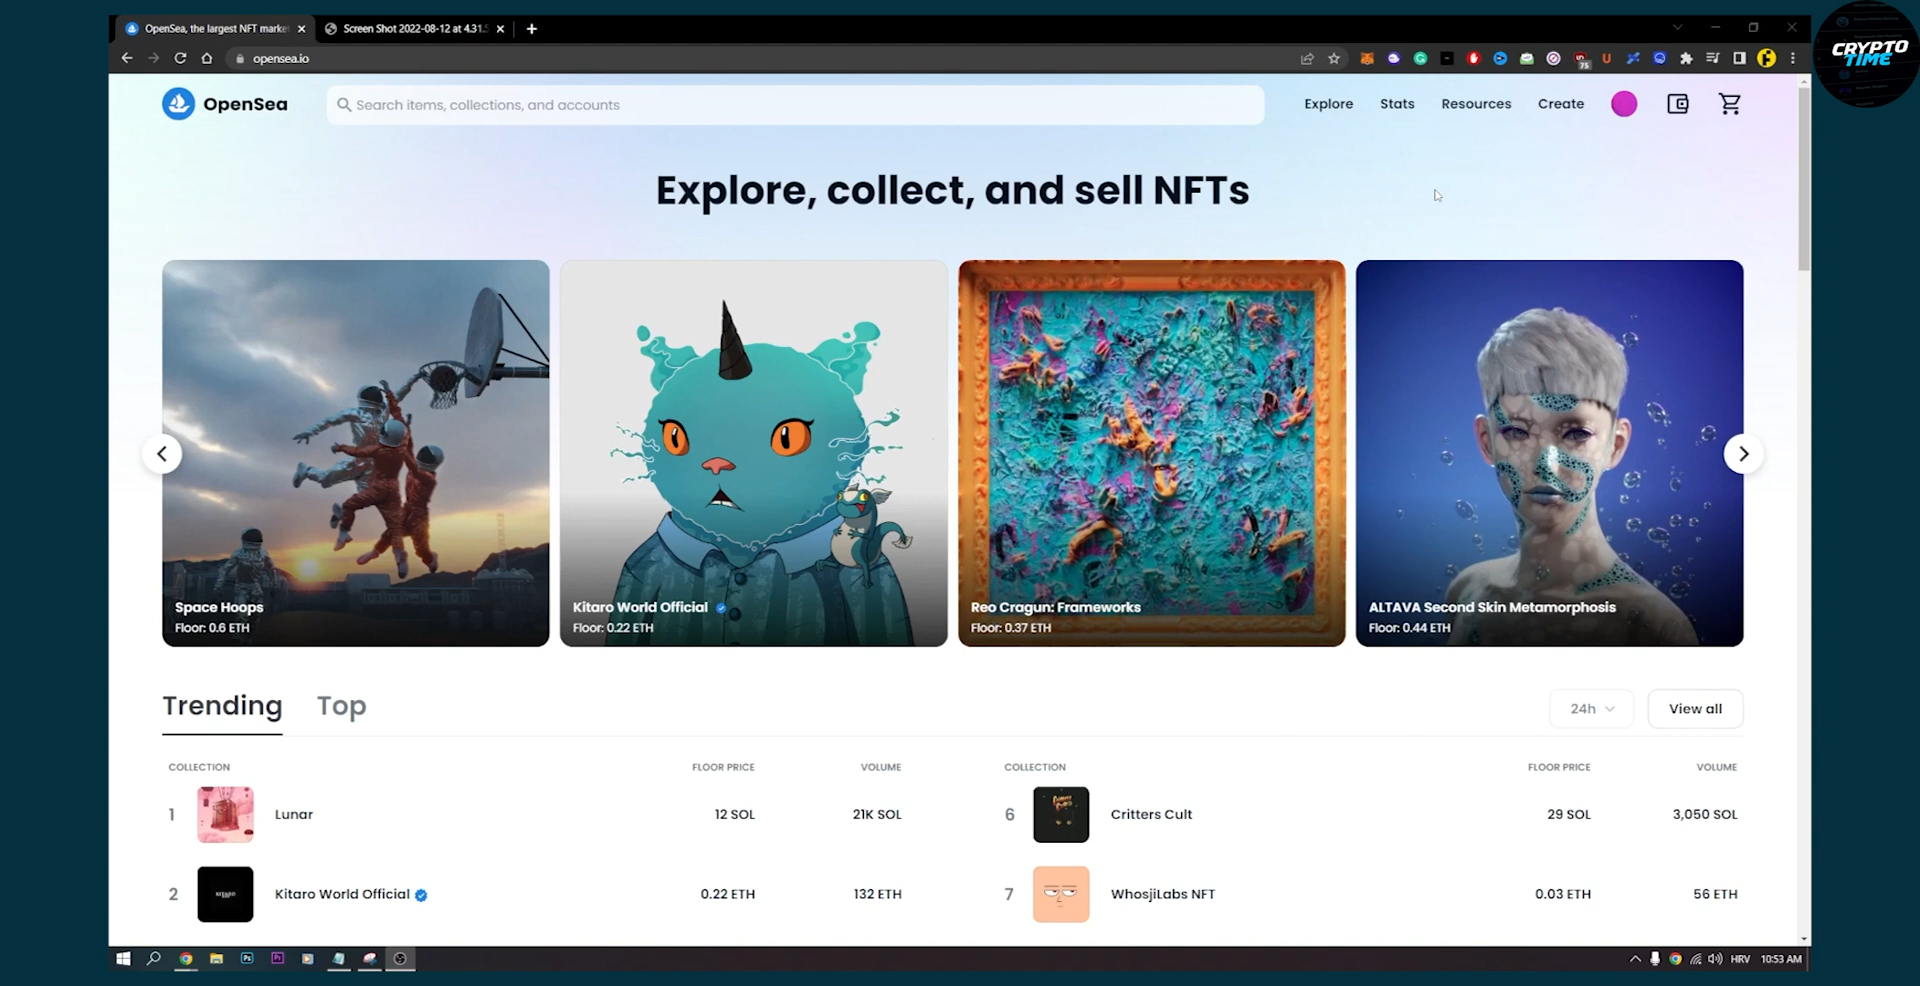 OpenSea, the largest NFT marke
Screen Shot 2022-08-12 at 4.31.5
CRYPTO
TIME
opensea.io
75
OpenSea
Search items, collections, and accounts
Explore
Stats
Resources
Create
Explore, collect, and sell NFTs
Space Hoops
Floor: 0.6 ETH
Kitaro World Official
Floor: 0.22 ETH
Reo Cragun: Frameworks
Floor: 0.37 ETH
ALTAVA Second Skin Metamorphosis
Floor: 0.44 ETH
Trending
Top
24h
View all
COLLECTION FLOOR PRICE VOLUME
COLLECTION FLOOR PRICE VOLUME
1 Lunar 12 SOL 21K SOL
6 Critters Cult 29 SOL 3,050 SOL
2 KITARO Kitaro World Official 0.22 ETH 132 ETH
7 WhosjiLabs NFT 0.03 ETH 56 ETH
Ps
Pr
HRV
10:53 AM